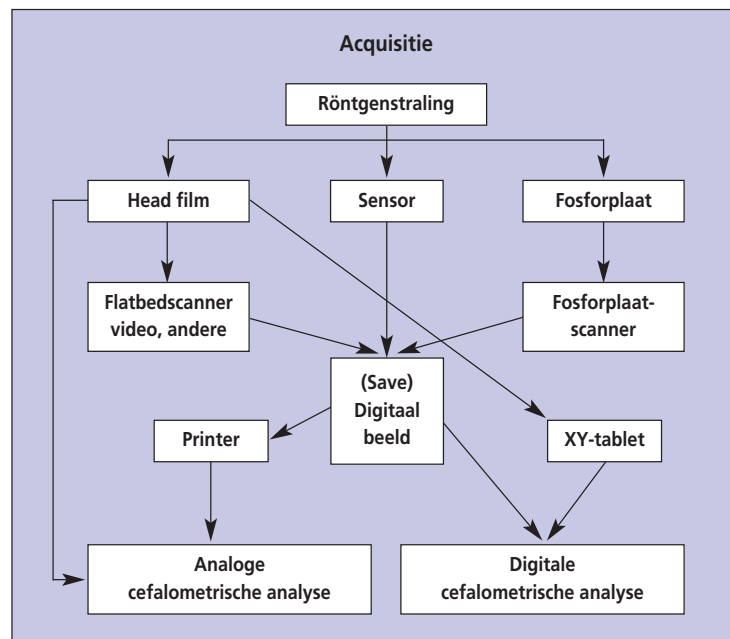 Acquisitie
Röntgenstraling
Head film
Sensor
Fosforplaat
Flatbedscanner
video, andere
Fosforplaat-
scanner
(Save)
Digitaal
beeld
Printer
XY-tablet
Analoge
cefalometrische analyse
Digitale
cefalometrische analyse